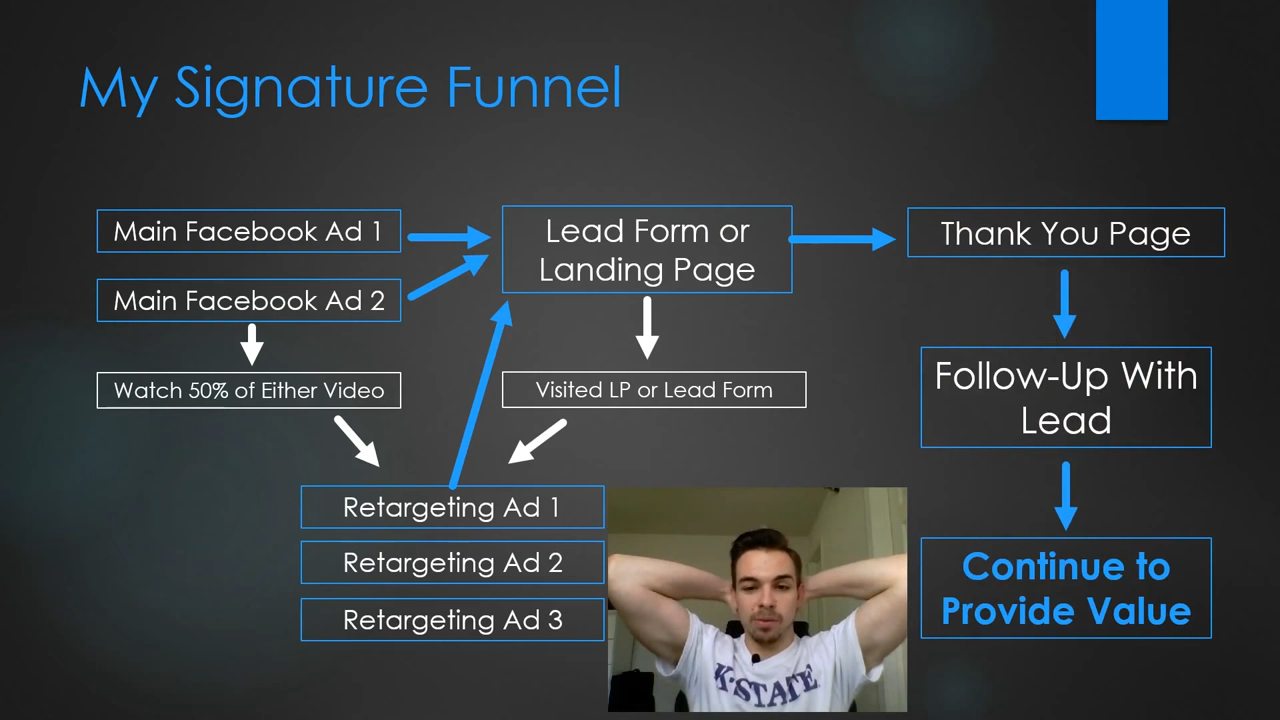 My Signature Funnel
Main Facebook Ad 1
Main Facebook Ad 2
Watch 50% of Either Video
Lead Form or
Landing Page
Visited LP or Lead Form
Retargeting Ad 1
Retargeting Ad 2
Retargeting Ad 3
Thank You Page
Follow-Up With
Lead
Continue to
Provide Value
K-STATE